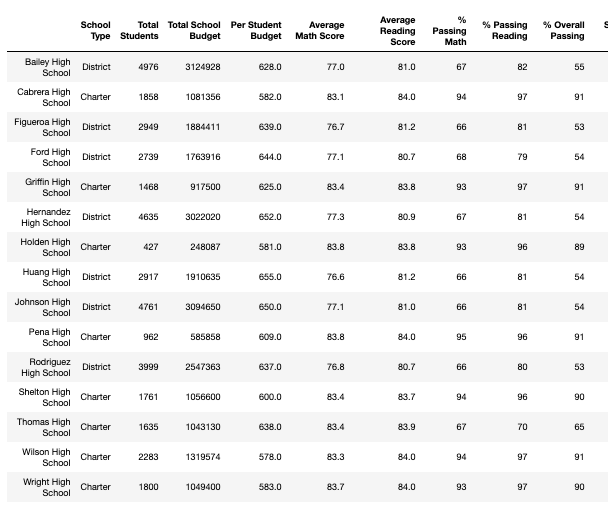 School Type Total Students Total School Budget Per Student Budget Average Math Score Average Reading Score % Passing Math % Passing Reading % Overall Passing S
Bailey High School District 4976 3124928 628.0 77.0 81.0 67 82 55
Cabrera High School Charter 1858 1081356 582.0 83.1 84.0 94 97 91
Figueroa High School District 2949 1884411 639.0 76.7 81.2 66 81 53
Ford High School District 2739 1763916 644.0 77.1 80.7 68 79 54
Griffin High School Charter 1468 917500 625.0 83.4 83.8 93 97 91
Hernandez High School District 4635 3022020 652.0 77.3 80.9 67 81 54
Holden High School Charter 427 248087 581.0 83.8 83.8 93 96 89
Huang High School District 2917 1910635 655.0 76.6 81.2 66 81 54
Johnson High School District 4761 3094650 650.0 77.1 81.0 66 81 54
Pena High School Charter 962 585858 609.0 83.8 84.0 95 96 91
Rodriguez High School District 3999 2547363 637.0 76.8 80.7 66 80 53
Shelton High School Charter 1761 1056600 600.0 83.4 83.7 94 96 90
Thomas High School Charter 1635 1043130 638.0 83.4 83.9 67 70 65
Wilson High School Charter 2283 1319574 578.0 83.3 84.0 94 97 91
Wright High School Charter 1800 1049400 583.0 83.7 84.0 93 97 90